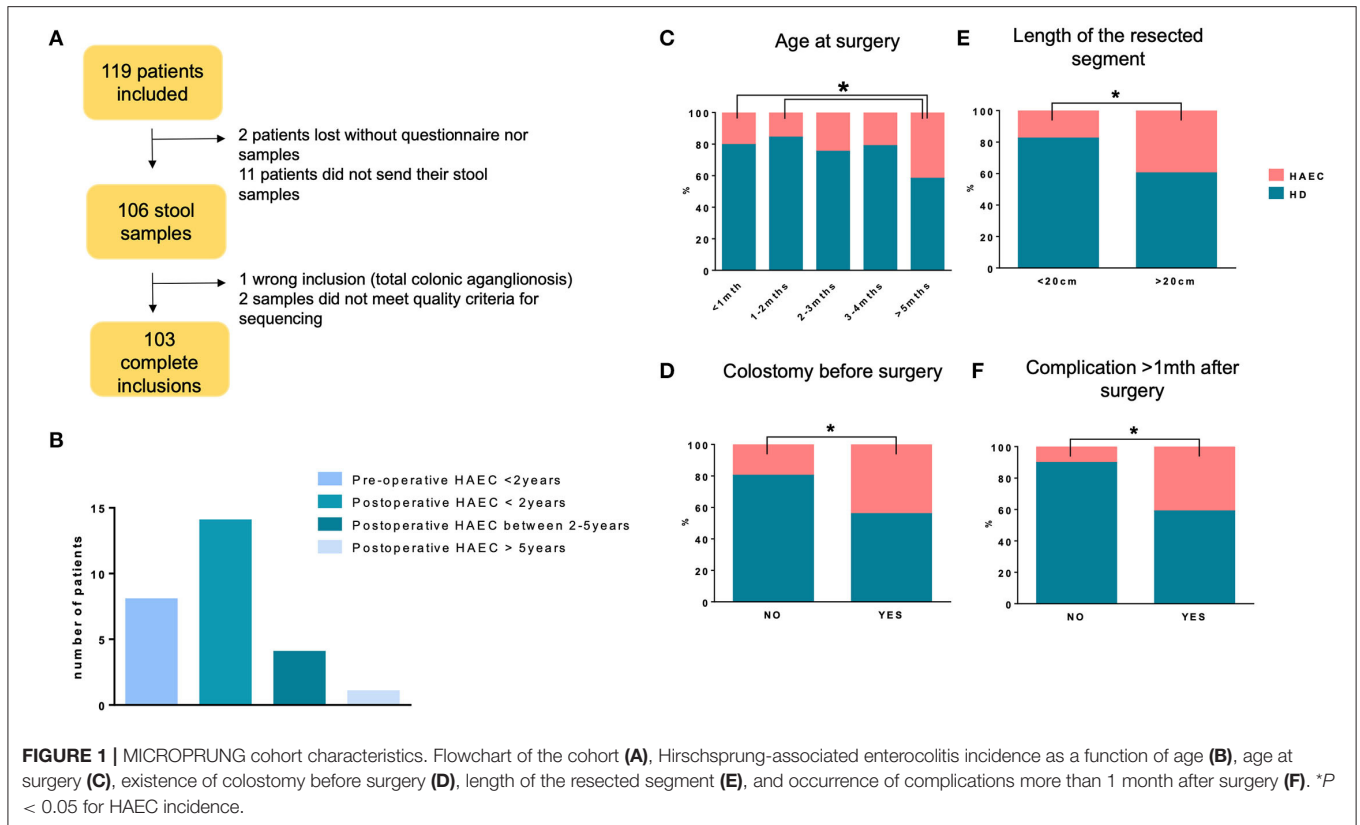 A
119 patients
included
2 patients lost without questionnaire nor
samples
11 patients did not send their stool
samples
106 stool
samples
1 wrong inclusion (total colonic aganglionosis)
2 samples did not meet quality criteria for
sequencing
103
complete
inclusions
B
number of patients
15
10
5
0
Pre-operative HAEC <2years
Postoperative HAEC < 2years
Postoperative HAEC between 2-5years
Postoperative HAEC > 5years
C
Age at surgery
*
%
100
80
60
40
20
0
<1mth
1-2mths
2-3mths
3-4mths
>5mths
D
Colostomy before surgery
*
%
100
80
60
40
20
0
NO
YES
E
Length of the resected
segment
*
%
100
80
60
40
20
0
<20cm
>20cm
HAEC
HD
F
Complication >1mth after
surgery
*
%
100
80
60
40
20
0
NO
YES
FIGURE 1 | MICROPRUNG cohort characteristics. Flowchart of the cohort (A), Hirschsprung-associated enterocolitis incidence as a function of age (B), age at
surgery (C), existence of colostomy before surgery (D), length of the resected segment (E), and occurrence of complications more than 1 month after surgery (F). *P
< 0.05 for HAEC incidence.